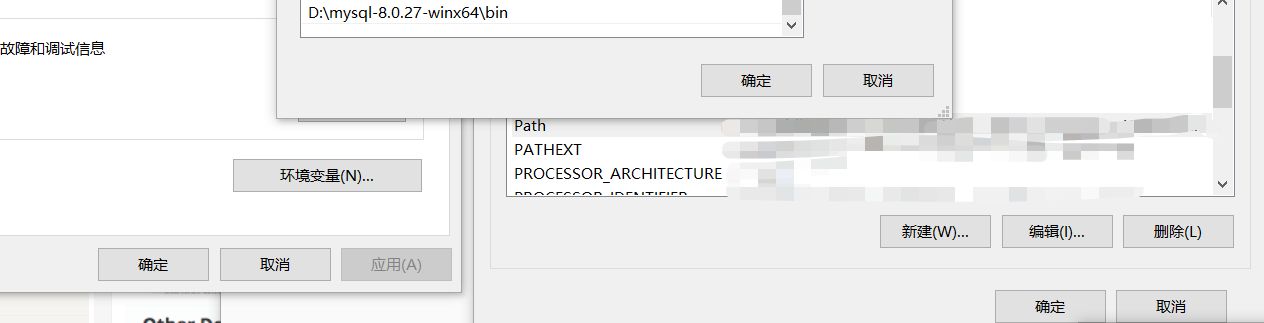 D:\mysql-8.0.27-winx64\bin
确定
取消
故障和调试信息
环境变量(N)...
确定
取消
应用(A)
Path
PATHEXT
PROCESSOR_ARCHITECTURE
PROCESSOR_IDENTIFIER
新建(W)...
编辑(I)...
删除(L)
确定
取消